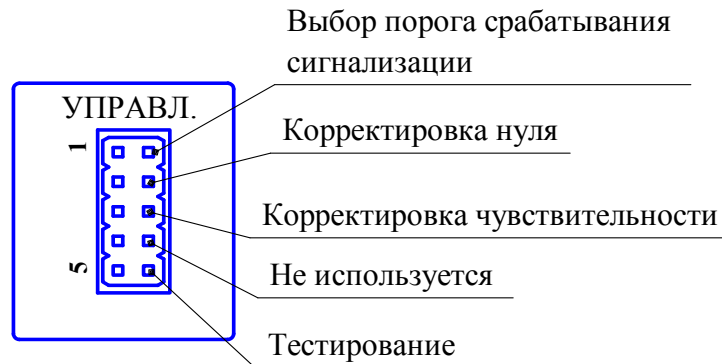 Выбор порога срабатывания
сигнализации
УПРАВЛ.
1
Корректировка нуля
Корректировка чувствительности
Не используется
5
Тестирование